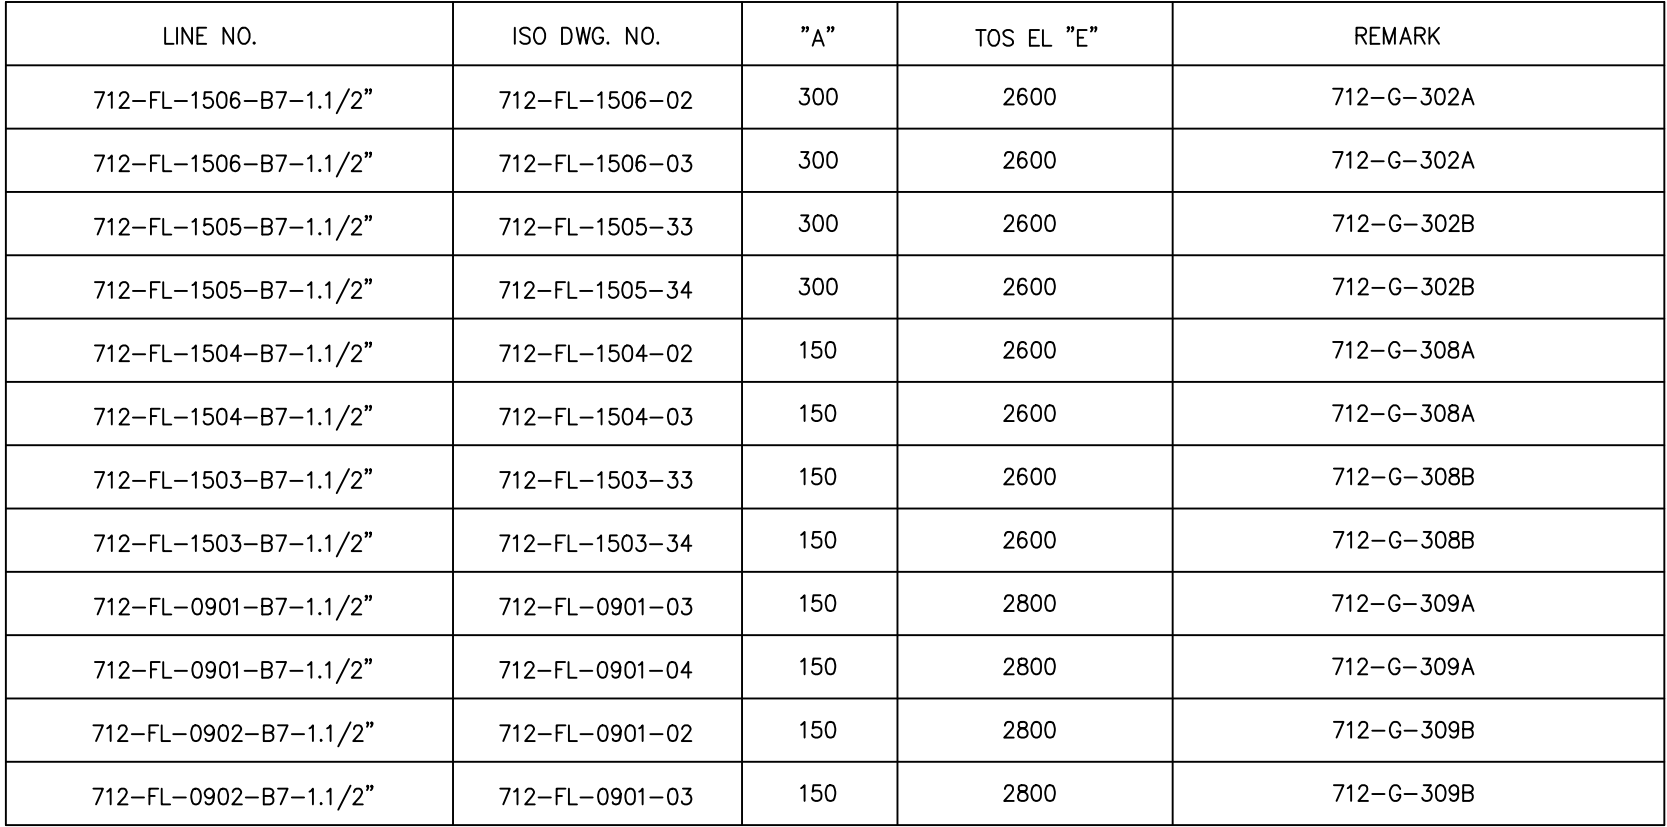 LINE NO. ISO DWG. NO. "A" TOS EL "E" REMARK
712-FL-1506-B7-1.1/2" 712-FL-1506-02 300 2600 712-G-302A
712-FL-1506-B7-1.1/2" 712-FL-1506-03 300 2600 712-G-302A
712-FL-1505-B7-1.1/2" 712-FL-1505-33 300 2600 712-G-302B
712-FL-1505-B7-1.1/2" 712-FL-1505-34 300 2600 712-G-302B
712-FL-1504-B7-1.1/2" 712-FL-1504-02 150 2600 712-G-308A
712-FL-1504-B7-1.1/2" 712-FL-1504-03 150 2600 712-G-308A
712-FL-1503-B7-1.1/2" 712-FL-1503-33 150 2600 712-G-308B
712-FL-1503-B7-1.1/2" 712-FL-1503-34 150 2600 712-G-308B
712-FL-0901-B7-1.1/2" 712-FL-0901-03 150 2800 712-G-309A
712-FL-0901-B7-1.1/2" 712-FL-0901-04 150 2800 712-G-309A
712-FL-0902-B7-1.1/2" 712-FL-0901-02 150 2800 712-G-309B
712-FL-0902-B7-1.1/2" 712-FL-0901-03 150 2800 712-G-309B